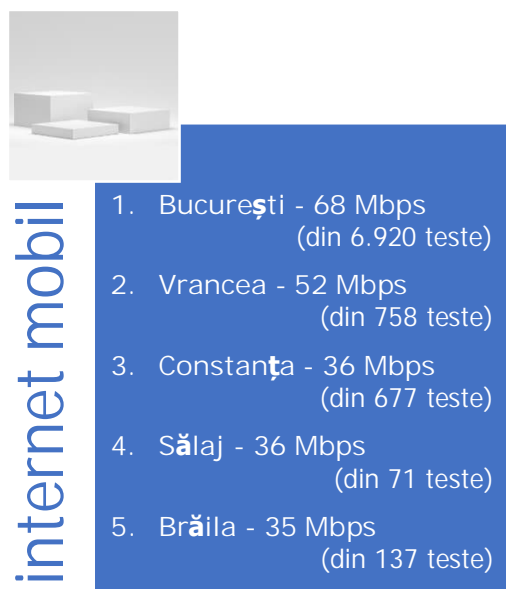 internet mobil
1. București - 68 Mbps
(din 6.920 teste)
2. Vrancea - 52 Mbps
(din 758 teste)
3. Constanța - 36 Mbps
(din 677 teste)
4. Sălaj - 36 Mbps
(din 71 teste)
5. Brăila - 35 Mbps
(din 137 teste)